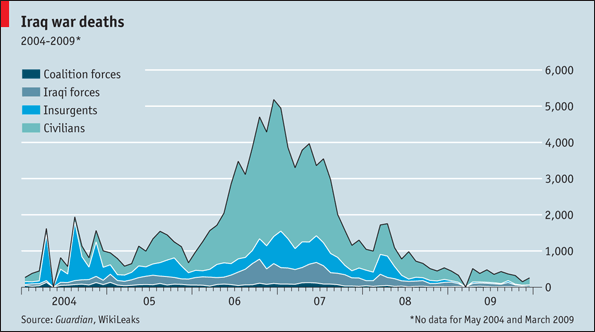 Iraq war deaths
2004-2009*
Coalition forces
Iraqi forces
Insurgents
Civilians
6,000
5,000
4,000
3,000
2,000
1,000
0
2004 05 06 07 08 09
Source: Guardian, WikiLeaks *No data for May 2004 and March 2009